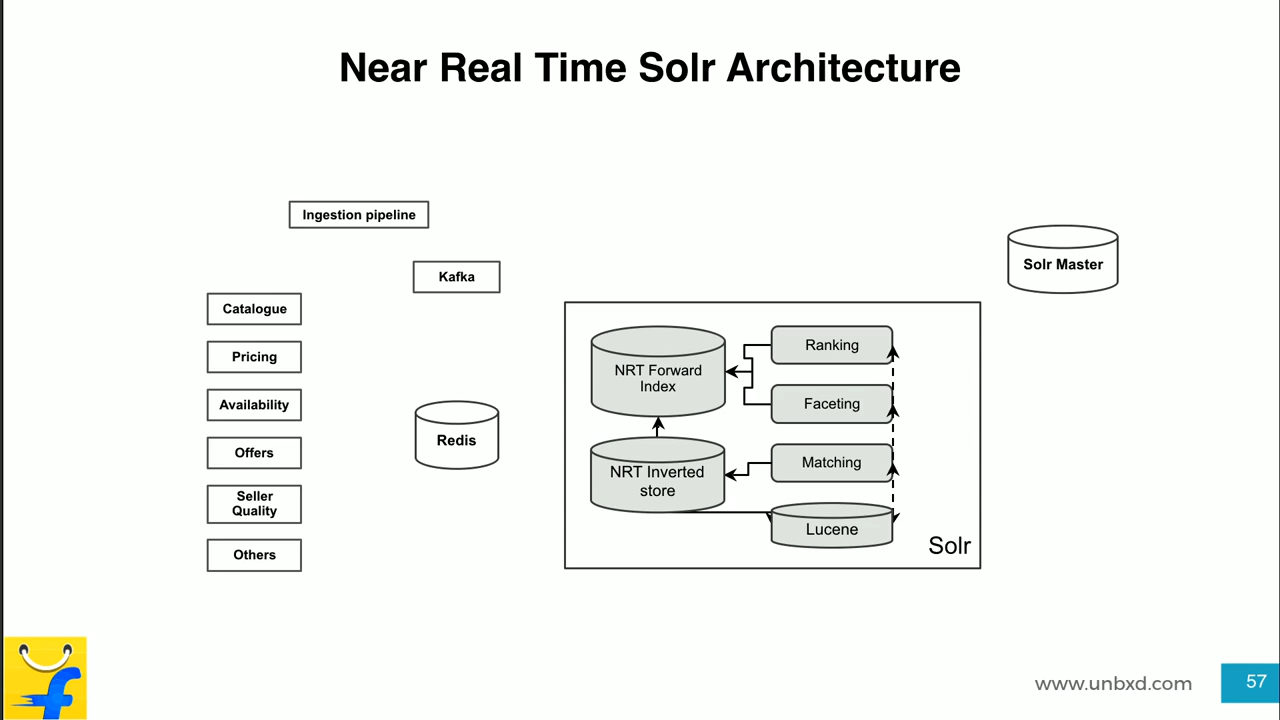 Near Real Time Solr Architecture
Ingestion pipeline
Kafka
Catalogue
Pricing
Availability
Offers
Seller
Quality
Others
Redis
NRT Forward
Index
NRT Inverted
store
Ranking
Faceting
Matching
Lucene
Solr
Solr Master
www.unbxd.com
57